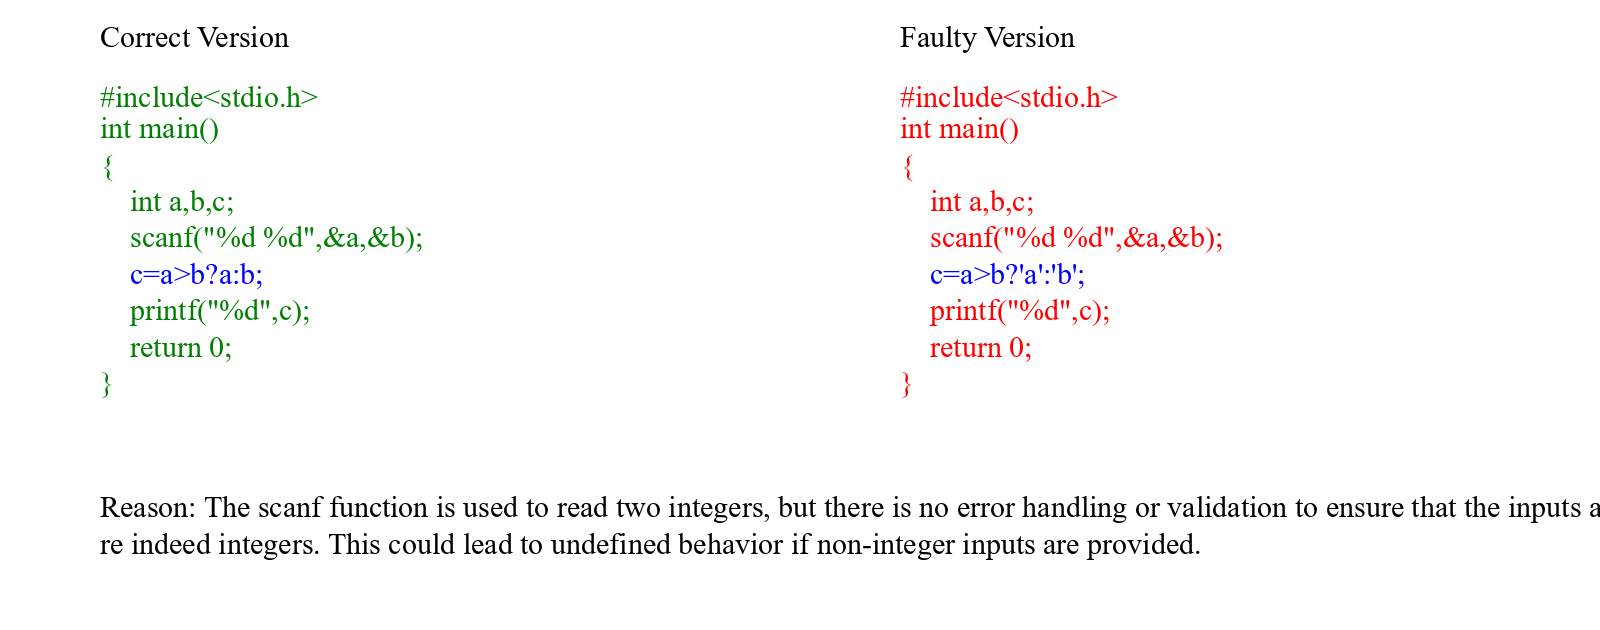 Correct Version
#include<stdio.h>
int main()
{
int a,b,c;
scanf("%d %d",&a,&b);
c=a>b?a:b;
printf("%d",c);
return 0;
}
Faulty Version
#include<stdio.h>
int main()
{
int a,b,c;
scanf("%d %d",&a,&b);
c=a>b?'a':'b';
printf("%d",c);
return 0;
}
Reason: The scanf function is used to read two integers, but there is no error handling or validation to ensure that the inputs a
re indeed integers. This could lead to undefined behavior if non-integer inputs are provided.